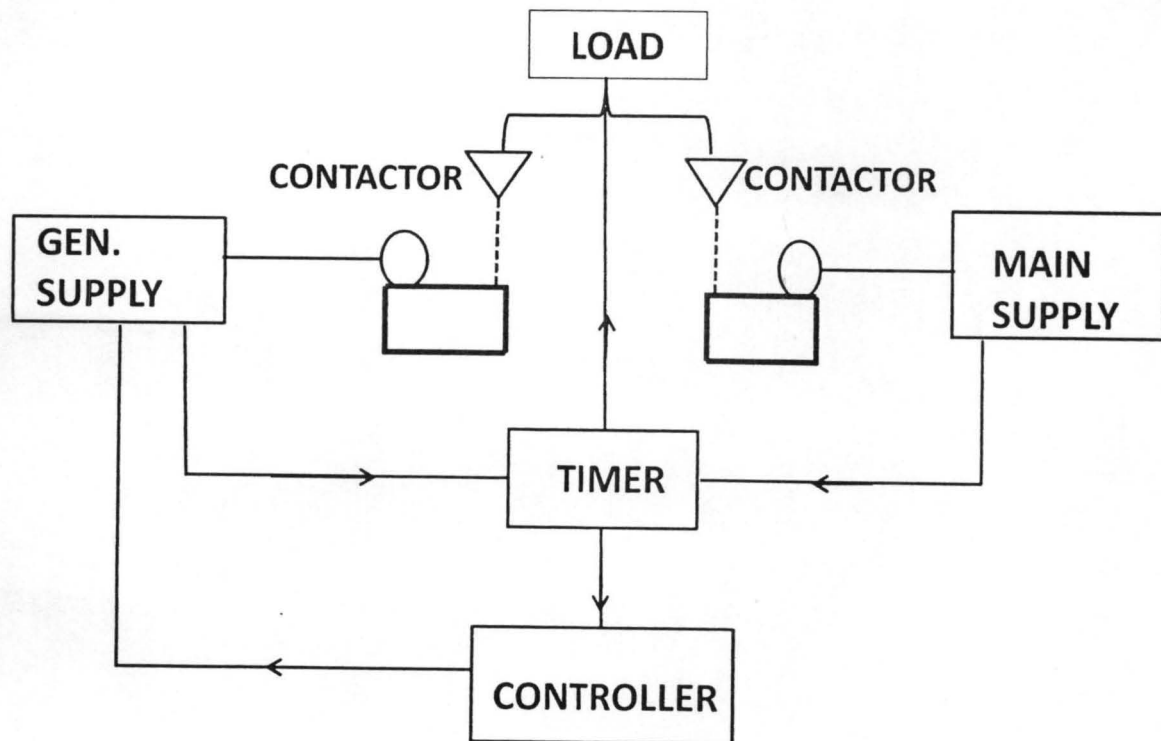 LOAD
CONTACTOR
CONTACTOR
GEN.
SUPPLY
MAIN
SUPPLY
TIMER
CONTROLLER